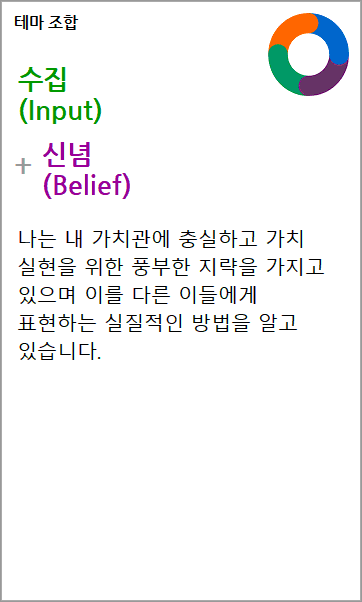 테마 조합
수집
(Input)
+ 신념
(Belief)
나는 내 가치관에 충실하고 가치
실현을 위한 풍부한 지략을 가지고
있으며 이를 다른 이들에게
표현하는 실질적인 방법을 알고
있습니다.